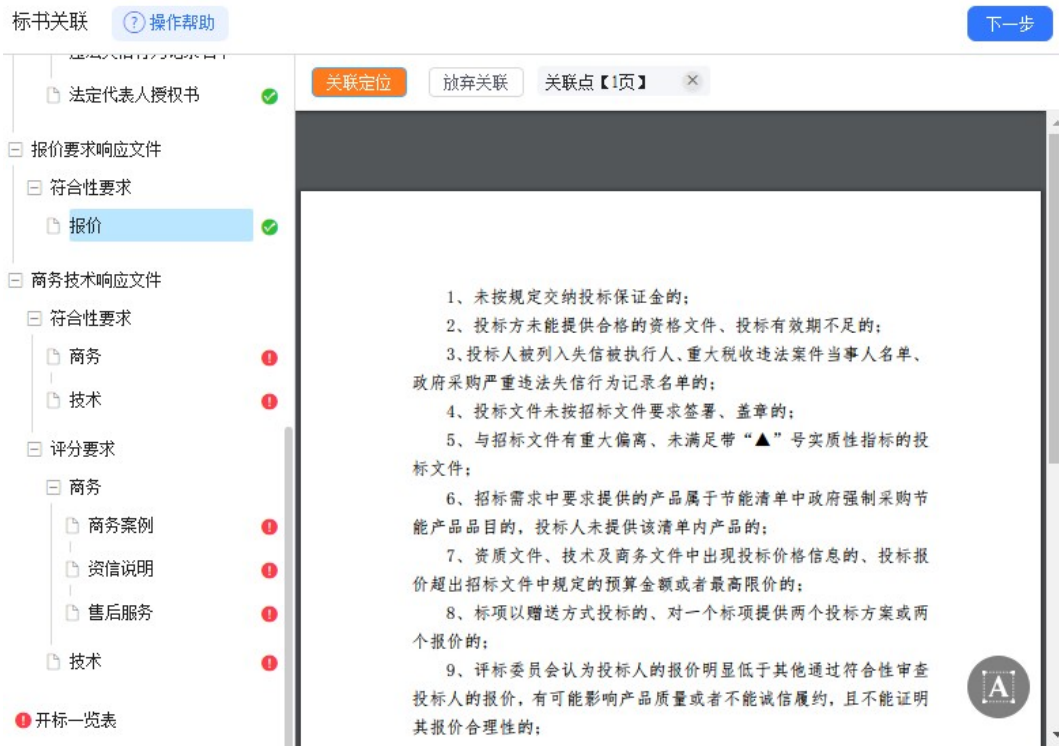 标书关联
操作帮助
下一步
法定代表人授权书
报价要求响应文件
符合性要求
报价
商务技术响应文件
符合性要求
商务
技术
评分要求
商务
商务案例
资信说明
售后服务
技术
开标一览表
关联定位
放弃关联
关联点【1页】
1、未按规定交纳投标保证金的;
2、投标方未能提供合格的资格文件、投标有效期不足的;
3、投标人被列入失信被执行人、重大税收违法案件当事人名单、
政府采购严重违法失信行为记录名单的;
4、投标文件未按招标文件要求签署、盖章的;
5、与招标文件有重大偏离、未满足带“▲”号实质性指标的投
标文件;
6、招标需求中要求提供的产品属于节能清单中政府强制采购节
能产品品目的,投标人未提供该清单内产品的;
7、资质文件、技术及商务文件中出现投标价格信息的、投标报
价超出招标文件中规定的预算金额或者最高限价的;
8、标项以赠送方式投标的、对一个标项提供两个投标方案或两
个报价的;
9、评标委员会认为投标人的报价明显低于其他通过符合性审查
投标人的报价,有可能影响产品质量或者不能诚信履约,且不能证明
其报价合理性的;
A